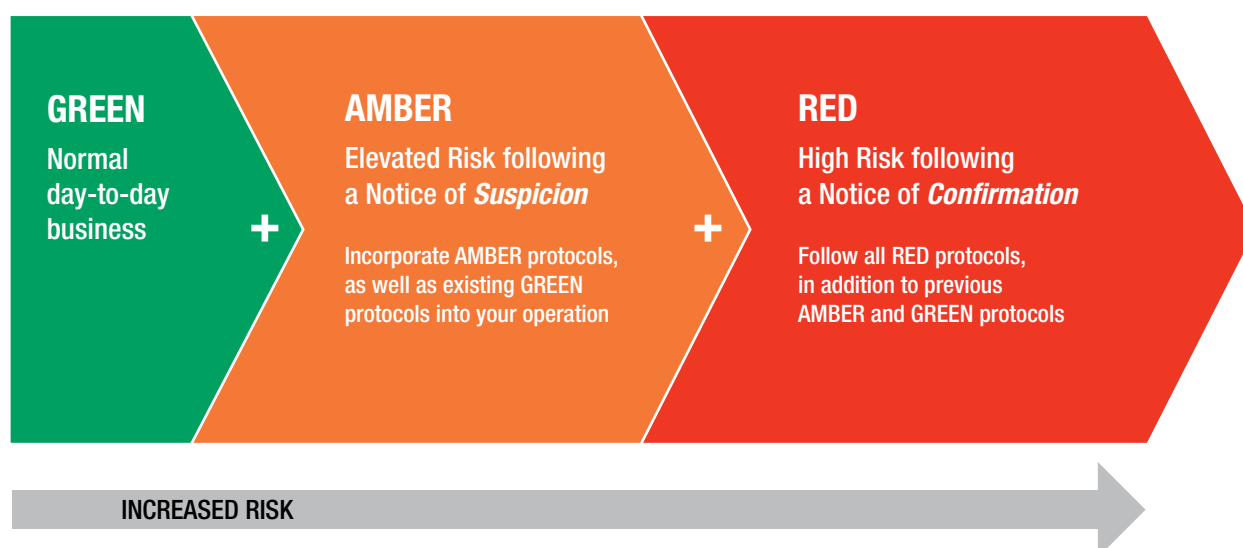 GREEN
Normal
day-to-day
business
+
AMBER
Elevated Risk following
a Notice of Suspicion
Incorporate AMBER protocols,
as well as existing GREEN
protocols into your operation
+
RED
High Risk following
a Notice of Confirmation
Follow all RED protocols,
in addition to previous
AMBER and GREEN protocols
INCREASED RISK